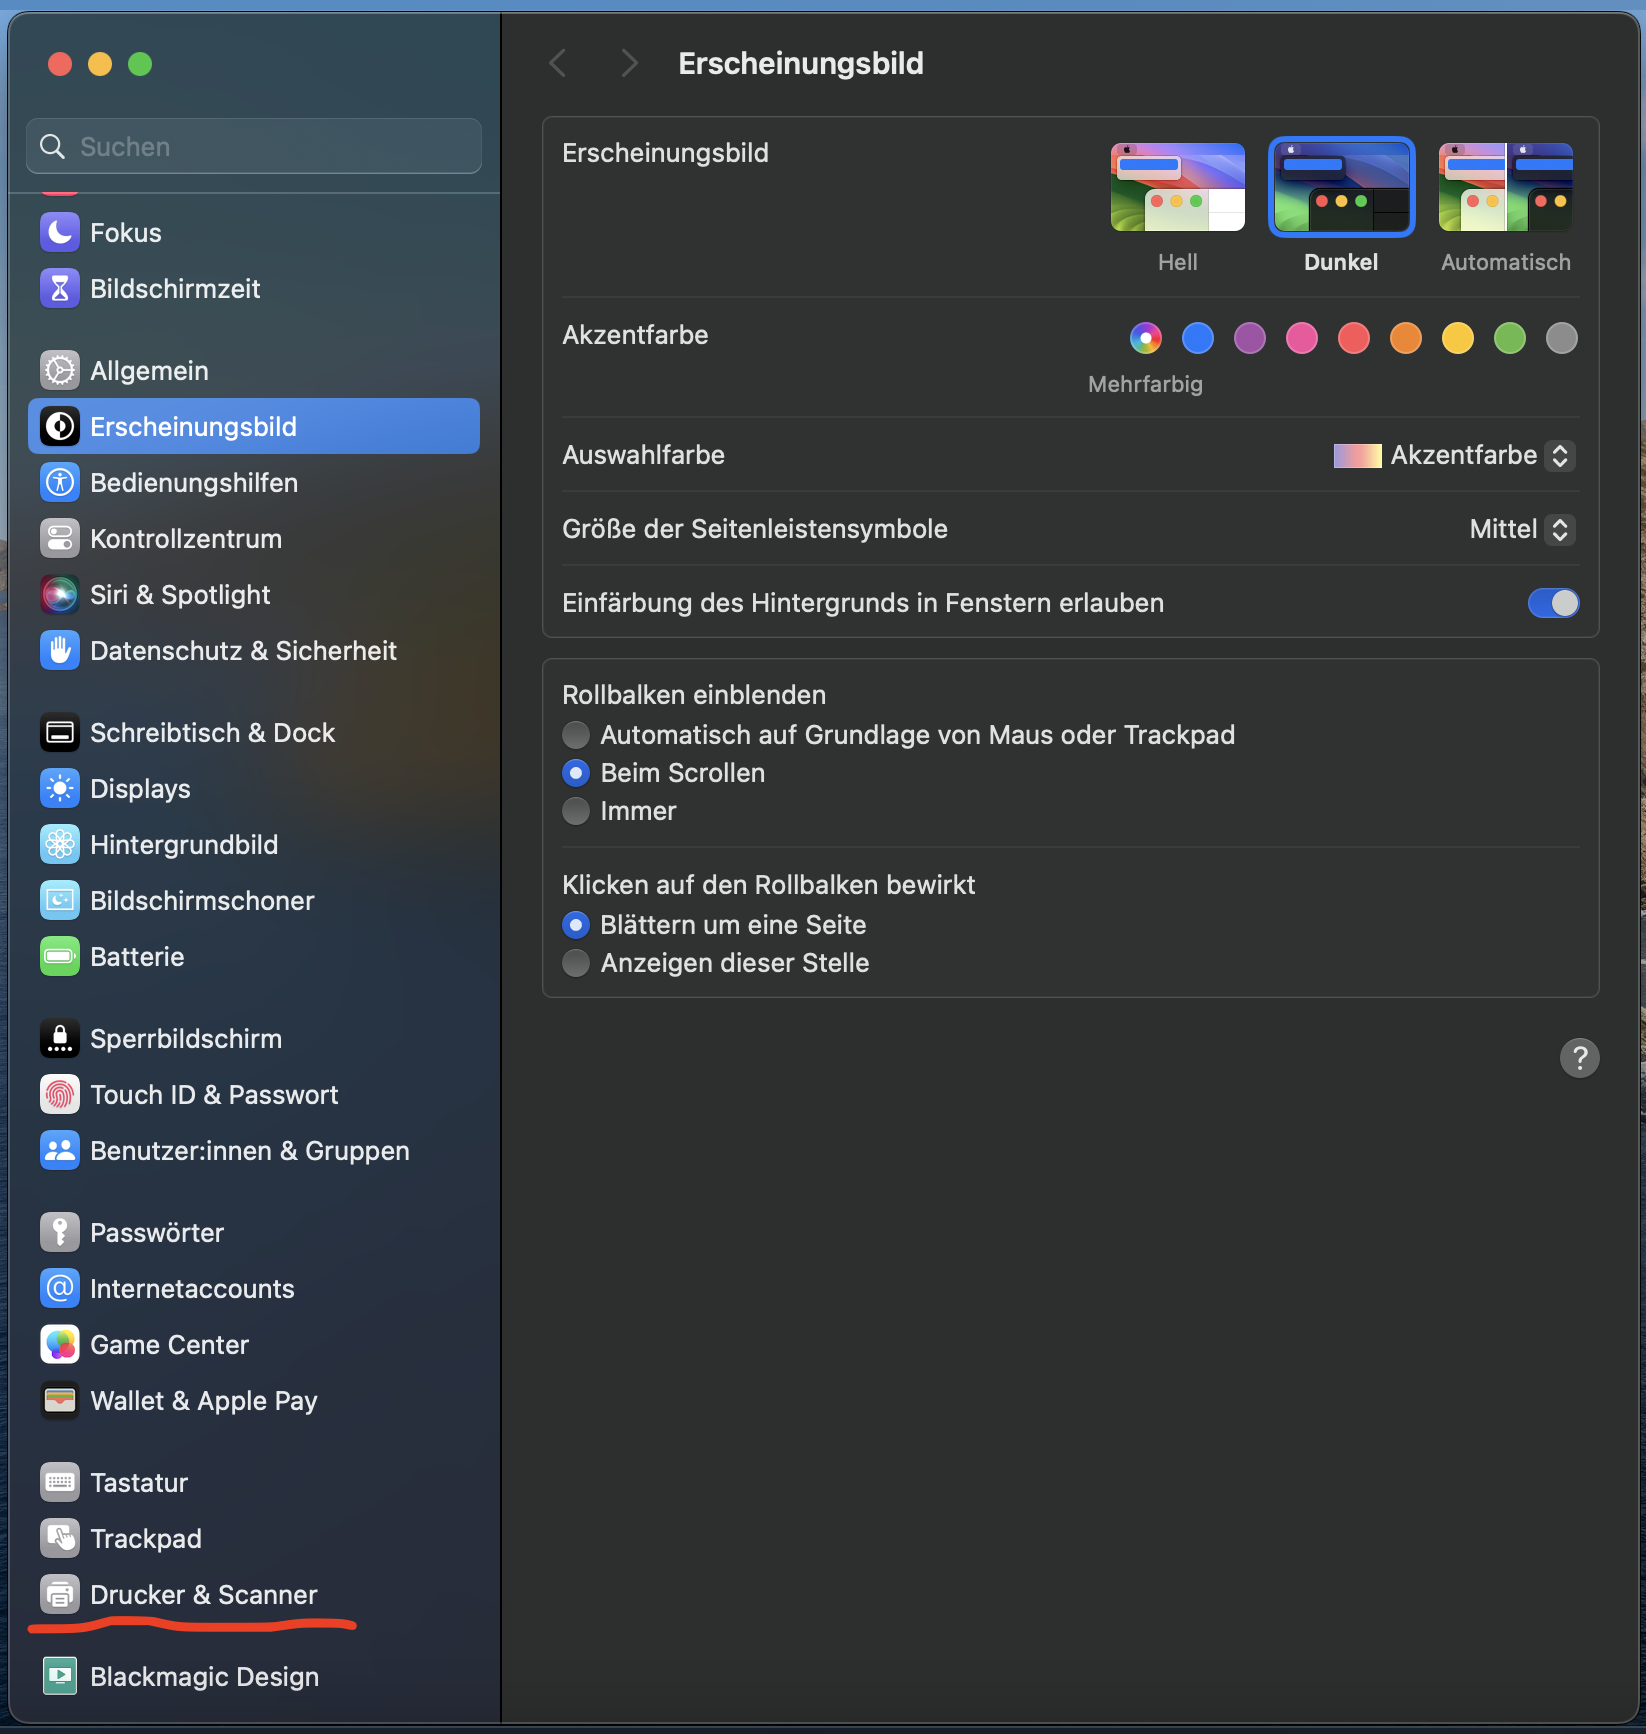 Suchen
Fokus
Bildschirmzeit
Allgemein
Erscheinungsbild
Bedienungshilfen
Kontrollzentrum
Siri & Spotlight
Datenschutz & Sicherheit
Schreibtisch & Dock
Displays
Hintergrundbild
Bildschirmschoner
Batterie
Sperrbildschirm
Touch ID & Passwort
Benutzer:innen & Gruppen
Passwörter
Internetaccounts
Game Center
Wallet & Apple Pay
Tastatur
Trackpad
Drucker & Scanner
Blackmagic Design
Erscheinungsbild
Erscheinungsbild
Hell Dunkel Automatisch
Akzentfarbe
Mehrfarbig
Auswahlfarbe Akzentfarbe
Größe der Seitenleistensymbole Mittel
Einfärbung des Hintergrunds in Fenstern erlauben
Rollbalken einblenden
Automatisch auf Grundlage von Maus oder Trackpad
Beim Scrollen
Immer
Klicken auf den Rollbalken bewirkt
Blättern um eine Seite
Anzeigen dieser Stelle
?